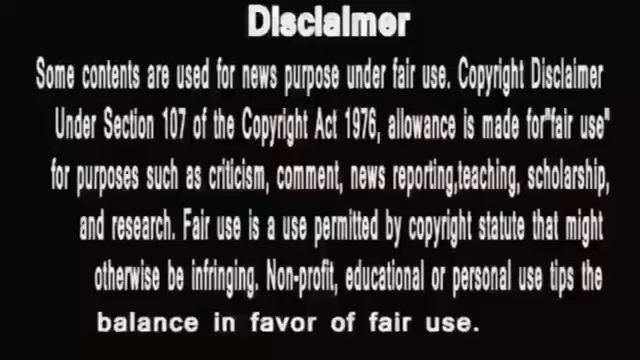 Disclaimer
Some contents are used for news purpose under fair use. Copyright Disclaimer
Under Section 107 of the Copyright Act 1976, allowance is made for"fair use"
for purposes such as criticism, comment, news reporting,teaching, scholarship,
and research. Fair use is a use permitted by copyright statute that might
otherwise be infringing. Non-profit, educational or personal use tips the
balance in favor of fair use.